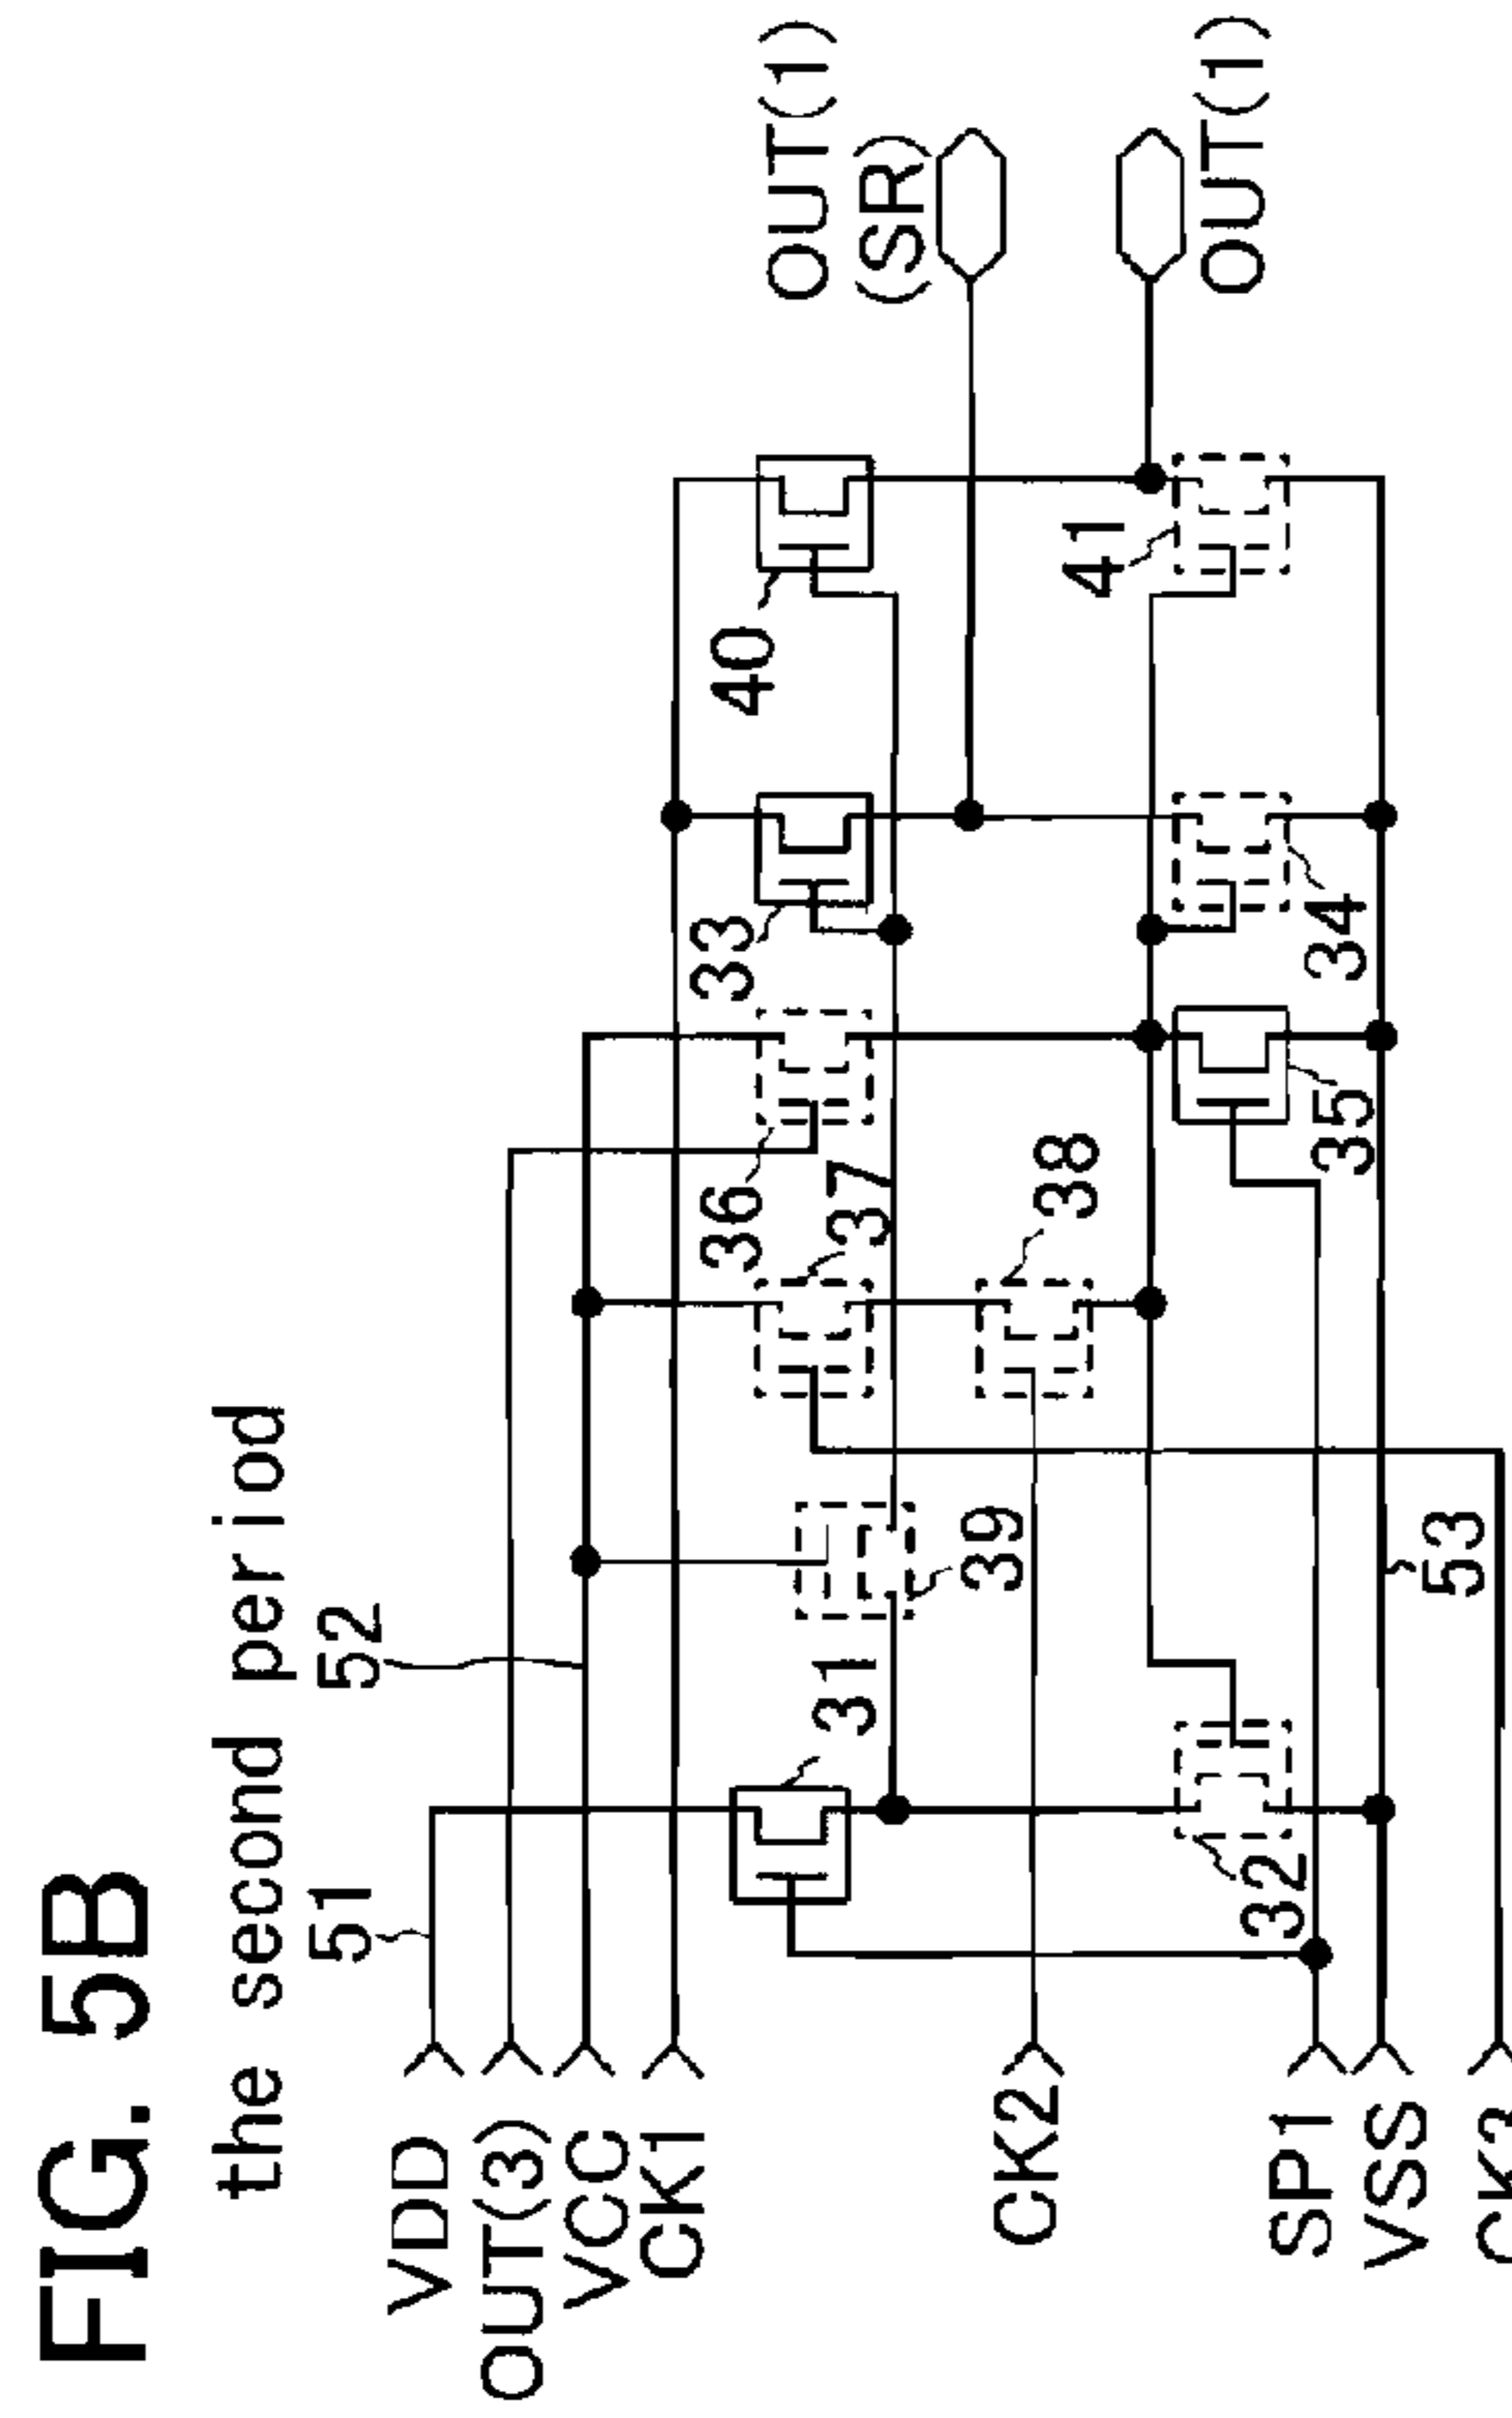 FIG. 5B
the second period
51
52
VDD
OUT(3)
VCC
CK1
CK2
SP1
VSS
CK3
31
32
39
53
37
38
36
35
33
34
40
41
OUT(1)
(SR)
OUT(1)